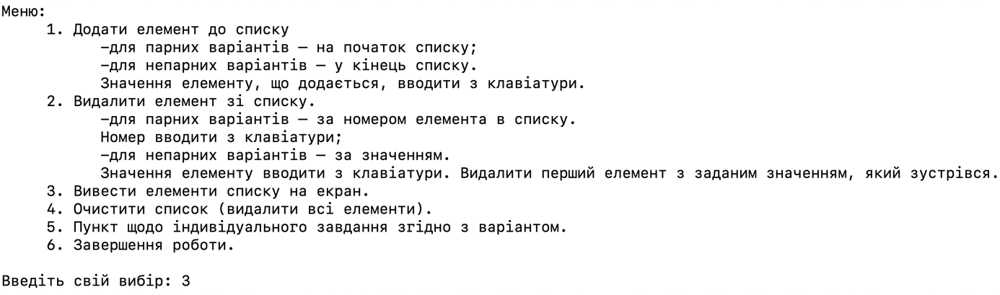 Меню:
1. Додати елемент до списку
–для парних варіантів – на початок списку;
–для непарних варіантів – у кінець списку.
Значення елементу, що додається, вводити з клавіатури.
2. Видалити елемент зі списку.
–для парних варіантів – за номером елемента в списку.
Номер вводити з клавіатури;
–для непарних варіантів – за значенням.
Значення елементу вводити з клавіатури. Видалити перший елемент з заданим значенням, який зустрівся.
3. Вивести елементи списку на екран.
4. Очистити список (видалити всі елементи).
5. Пункт щодо індивідуального завдання згідно з варіантом.
6. Завершення роботи.
Введіть свій вибір: 3